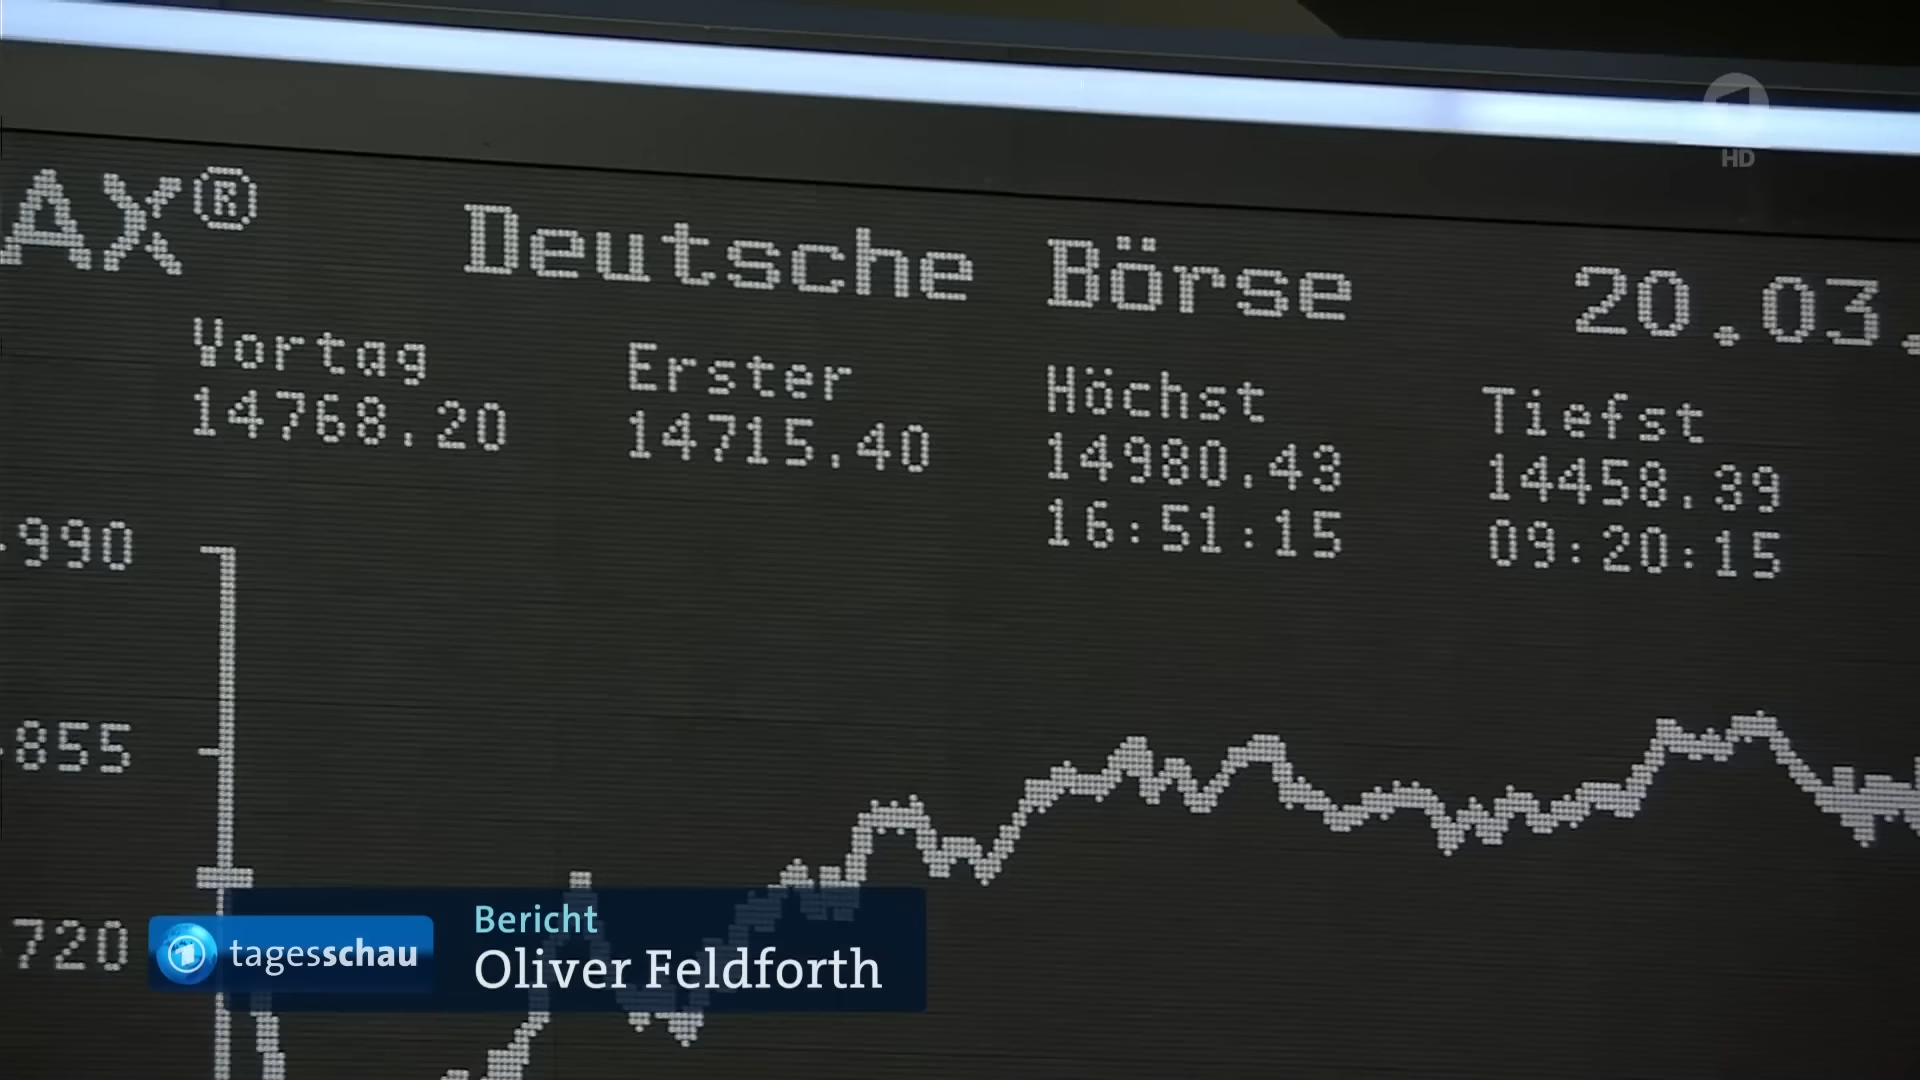 HD
AX®
Deutsche Börse
20.03.
Vortag
14768.20
Erster
14715.40
Höchst
14980.43
16:51:15
Tiefst
14458.39
09:20:15
990
855
720
tagesschau
Bericht
Oliver Feldforth